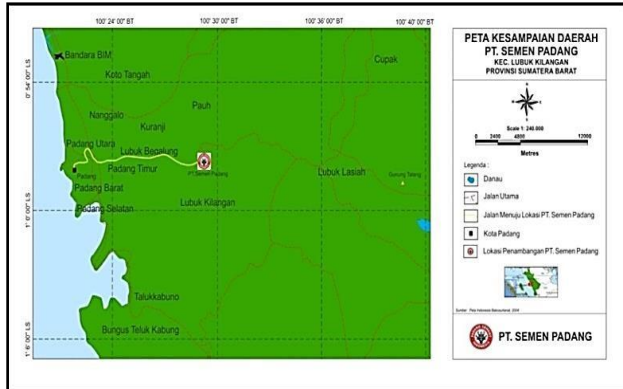 100° 24' 00" BT
100° 30' 00" BT
100° 36' 00" BT
100° 40' 00" BT
0° 54' 00" LS
1° 0' 00" LS
1° 6' 00" LS
Bandara BIM
Koto Tangah
Cupak
Nanggalo
Pauh
Kuranji
Padang Utara
Lubuk Begalung
Padang
Padang Timur
PT.Semen Padang
Lubuk Lasiah
Gunung Talang
Padang Barat
Padang Selatan
Lubuk Kilangan
Talukkabuno
Bungus Teluk Kabung
PETA KESAMPAIAN DAERAH
PT. SEMEN PADANG
KEC. LUBUK KILANGAN
PROVINSI SUMATERA BARAT
Scale 1: 240.000
0 2400 4800 12000
Metres
Legenda :
Danau
Jalan Utama
Jalan Menuju Lokasi PT. Semen Padang
Kota Padang
Lokasi Penambangan PT. Semen Padang
PT. SEMEN PADANG